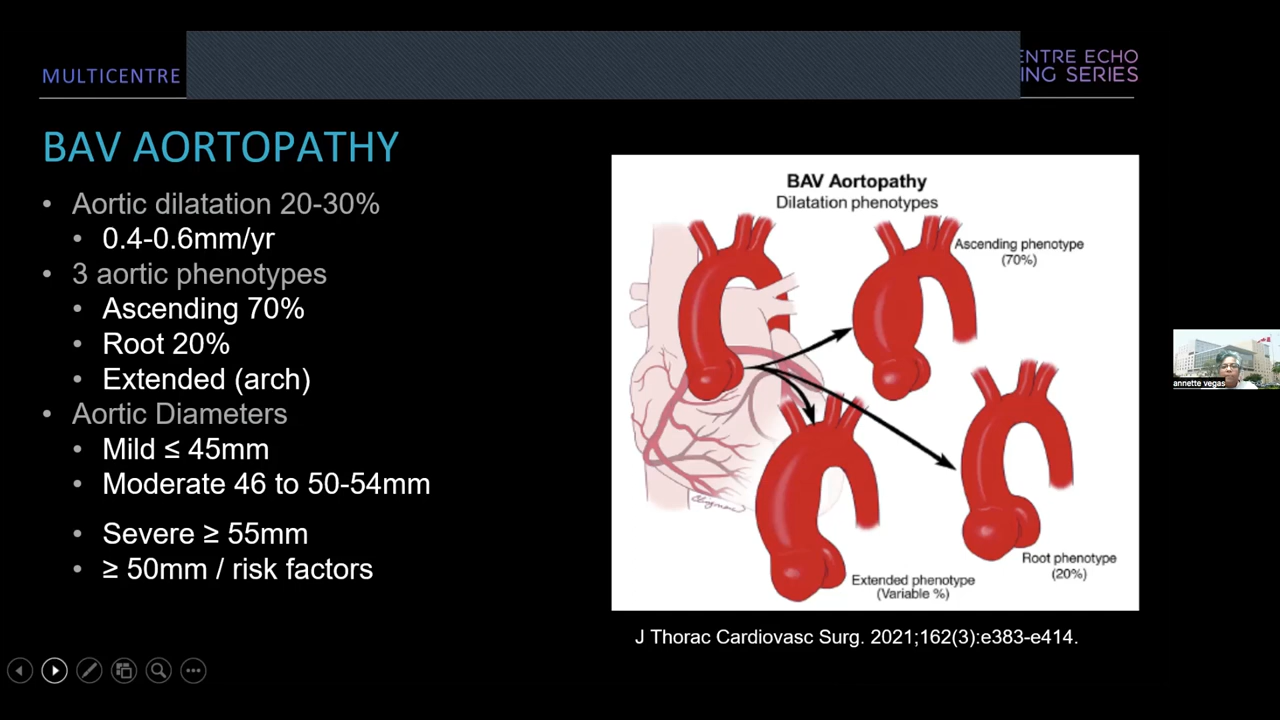 MULTICENTRE
ENTRE ECHO
ING SERIES
BAV AORTOPATHY
• Aortic dilatation 20-30%
• 0.4-0.6mm/yr
• 3 aortic phenotypes
• Ascending 70%
• Root 20%
• Extended (arch)
• Aortic Diameters
• Mild ≤ 45mm
• Moderate 46 to 50-54mm
• Severe ≥ 55mm
• ≥ 50mm / risk factors
BAV Aortopathy
Dilatation phenotypes
Ascending phenotype
(70%)
Root phenotype
(20%)
Extended phenotype
(Variable %)
J Thorac Cardiovasc Surg. 2021;162(3):e383-e414.
annette vegas